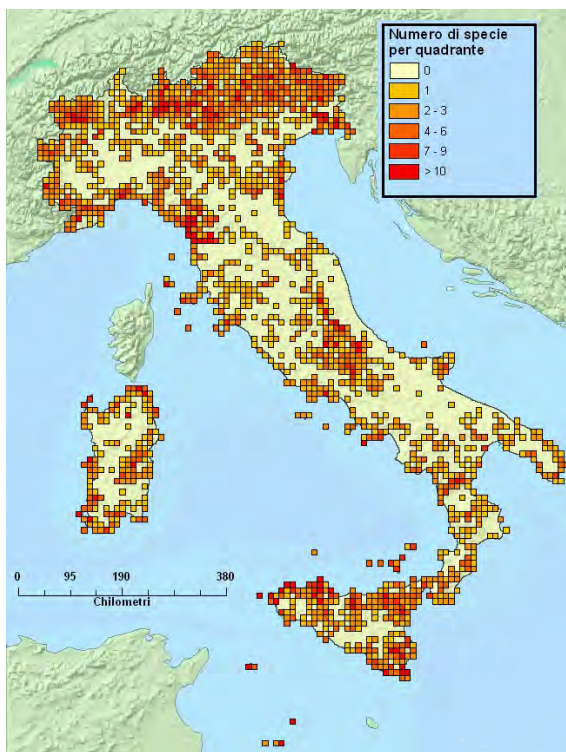 Numero di specie
per quadrante
0
1
2 - 3
4 - 6
7 - 9
> 10
0 95 190 380
Chilometri